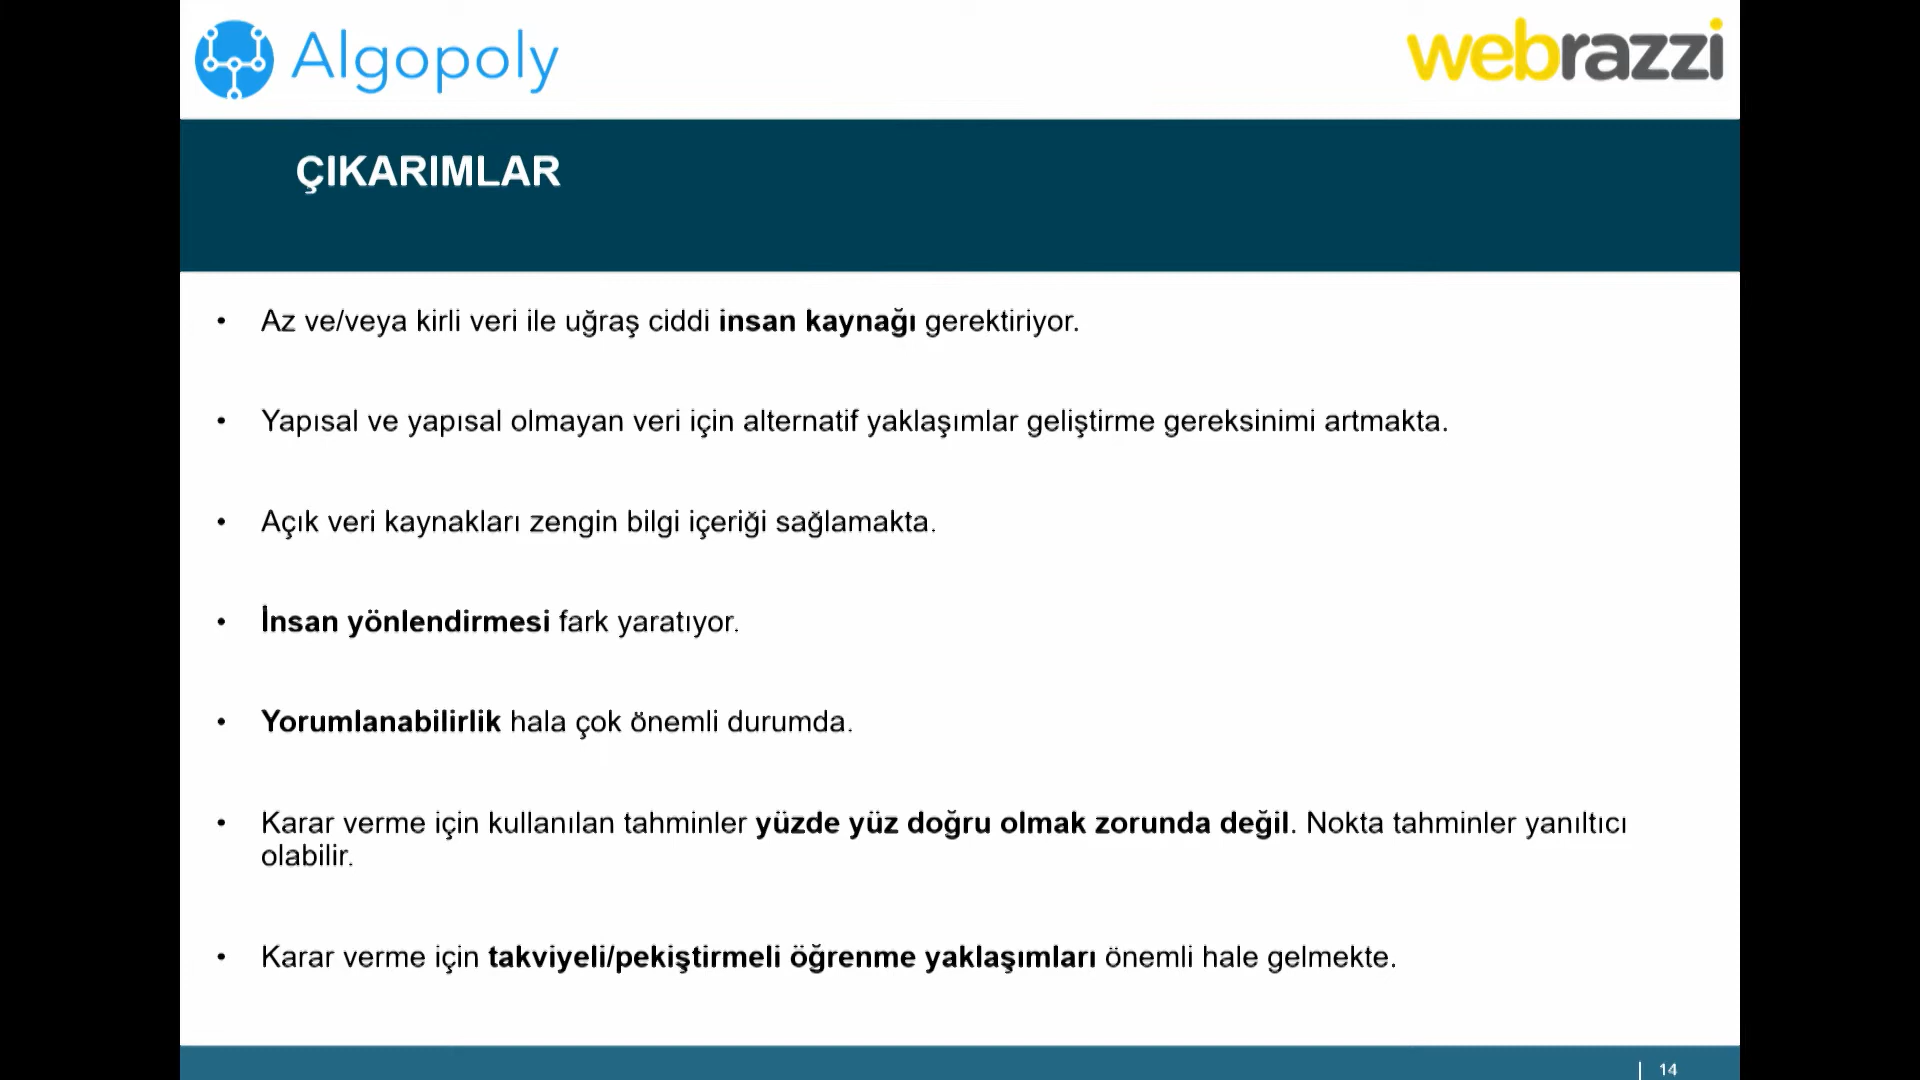 Algopoly
webrazzi
ÇIKARIMLAR
• Az ve/veya kirli veri ile uğraş ciddi insan kaynağı gerektiriyor.
• Yapısal ve yapısal olmayan veri için alternatif yaklaşımlar geliştirme gereksinimi artmakta.
• Açık veri kaynakları zengin bilgi içeriği sağlamakta.
• İnsan yönlendirmesi fark yaratıyor.
• Yorumlanabilirlik hala çok önemli durumda.
• Karar verme için kullanılan tahminler yüzde yüz doğru olmak zorunda değil. Nokta tahminler yanıltıcı
olabilir.
• Karar verme için takviyeli/pekiştirmeli öğrenme yaklaşımları önemli hale gelmekte.
| 14